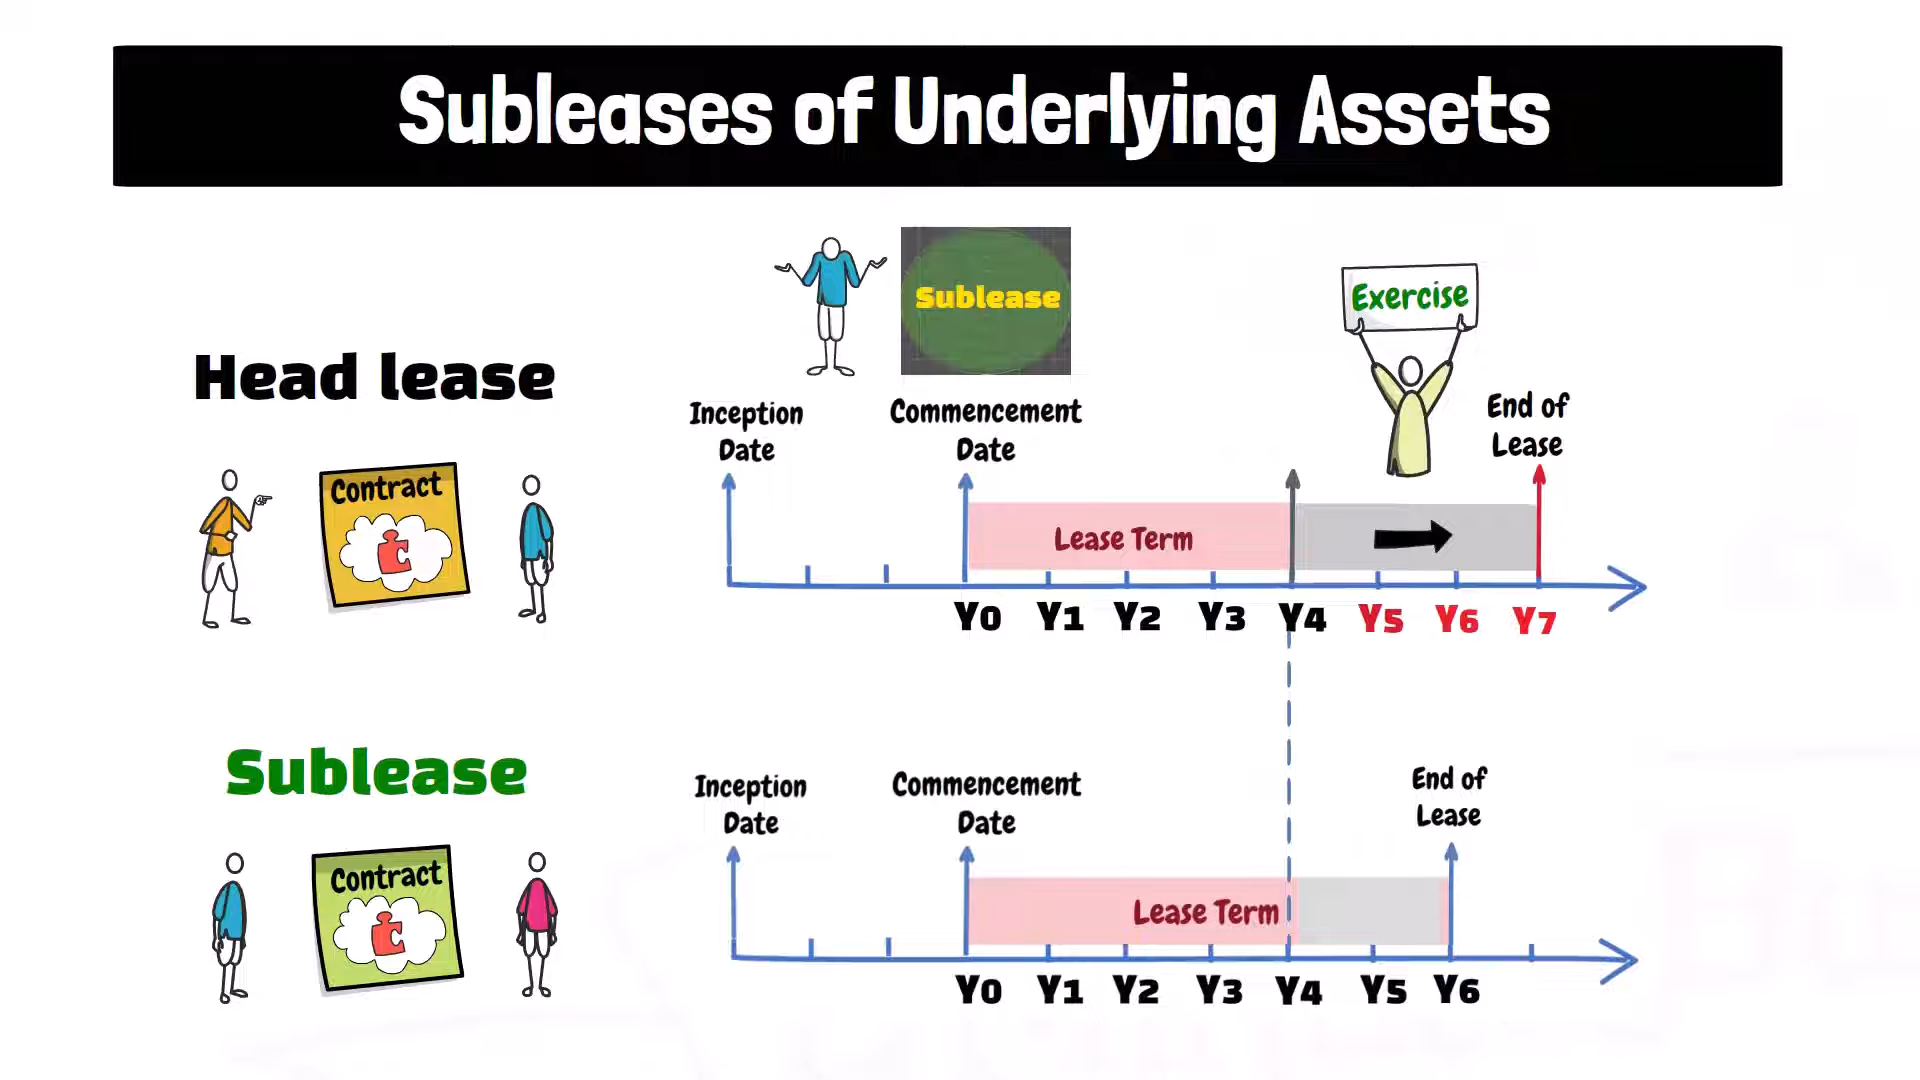 Subleases of Underlying Assets
Sublease
Exercise
Head lease
Inception
Date
Commencement
Date
End of
Lease
Contract
Lease Term
Y0 Y1 Y2 Y3 Y4 Y5 Y6 Y7
Sublease
Inception
Date
Commencement
Date
End of
Lease
Contract
Lease Term
Y0 Y1 Y2 Y3 Y4 Y5 Y6